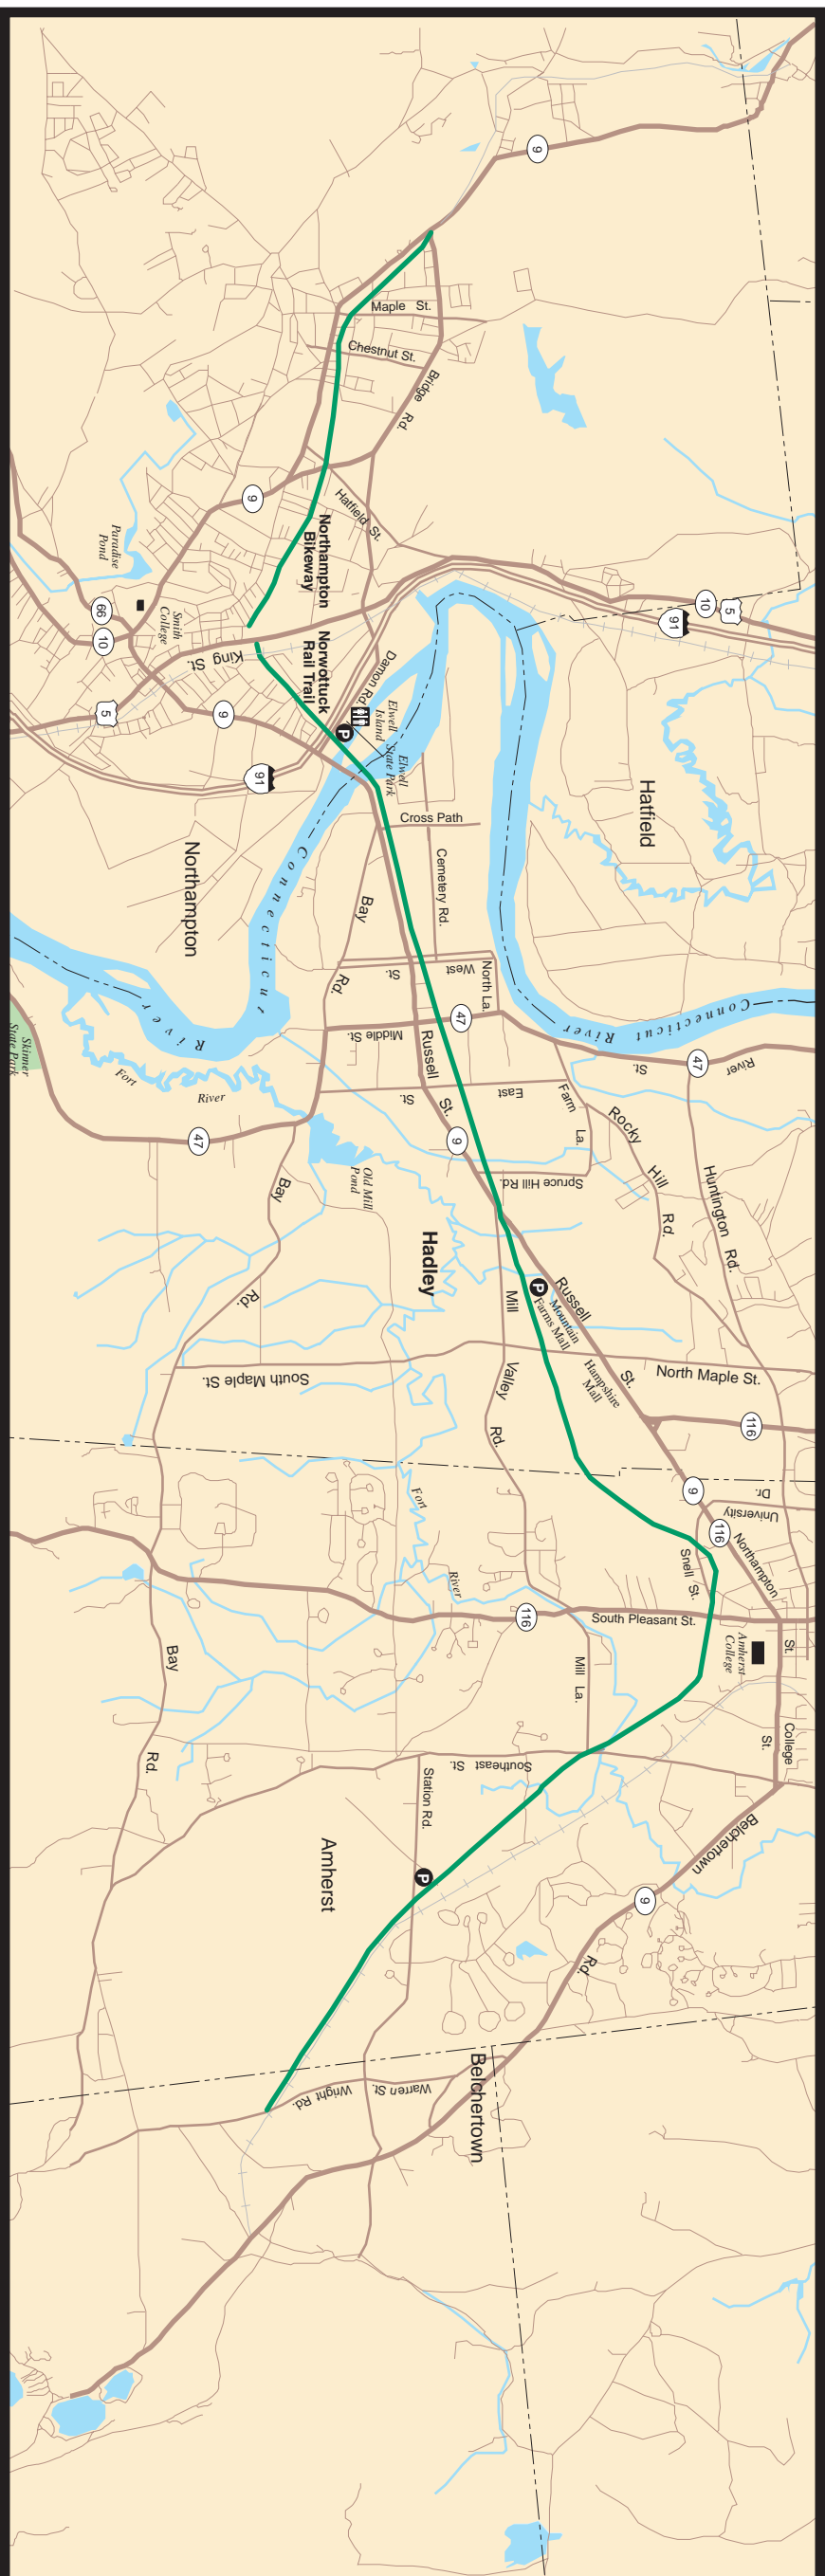 9
Maple St.
Chestnut St.
Bridge
Rd.
9
Hatfield St.
Northampton
Bikeway
Paradise
Pond
Smith
College
66
10
King St.
10
5
91
Norwottuck
Rail Trail
Damon Rd.
Elwell
Island
Elwell
State Park
P
5
9
91
Hatfield
Northampton
Connecticut
River
Cross Path
Cemetery Rd.
Bay
Rd.
West
St.
North La.
47
Middle St.
Russell
St.
Connecticut River
47
River
St.
Skinner
State Park
Fort
River
47
East
St.
Farm
La.
Rocky
Hill
Rd.
Huntington Rd.
9
Spruce Hill Rd.
Old Mill
Pond
Bay
Rd.
Hadley
Mill
Valley
Rd.
P
Mountain
Farms Mall
Russell
St.
Hampshire
Mall
North Maple St.
South Maple St.
116
9
University
Dr.
116
Northampton
St.
Snell St.
Fort
River
116
South Pleasant St.
Amherst
College
College
St.
Mill La.
Bay
Rd.
Southeast St.
Station Rd.
P
Amherst
Belchertown
Rd.
9
Belchertown
Warren St.
Wright Rd.